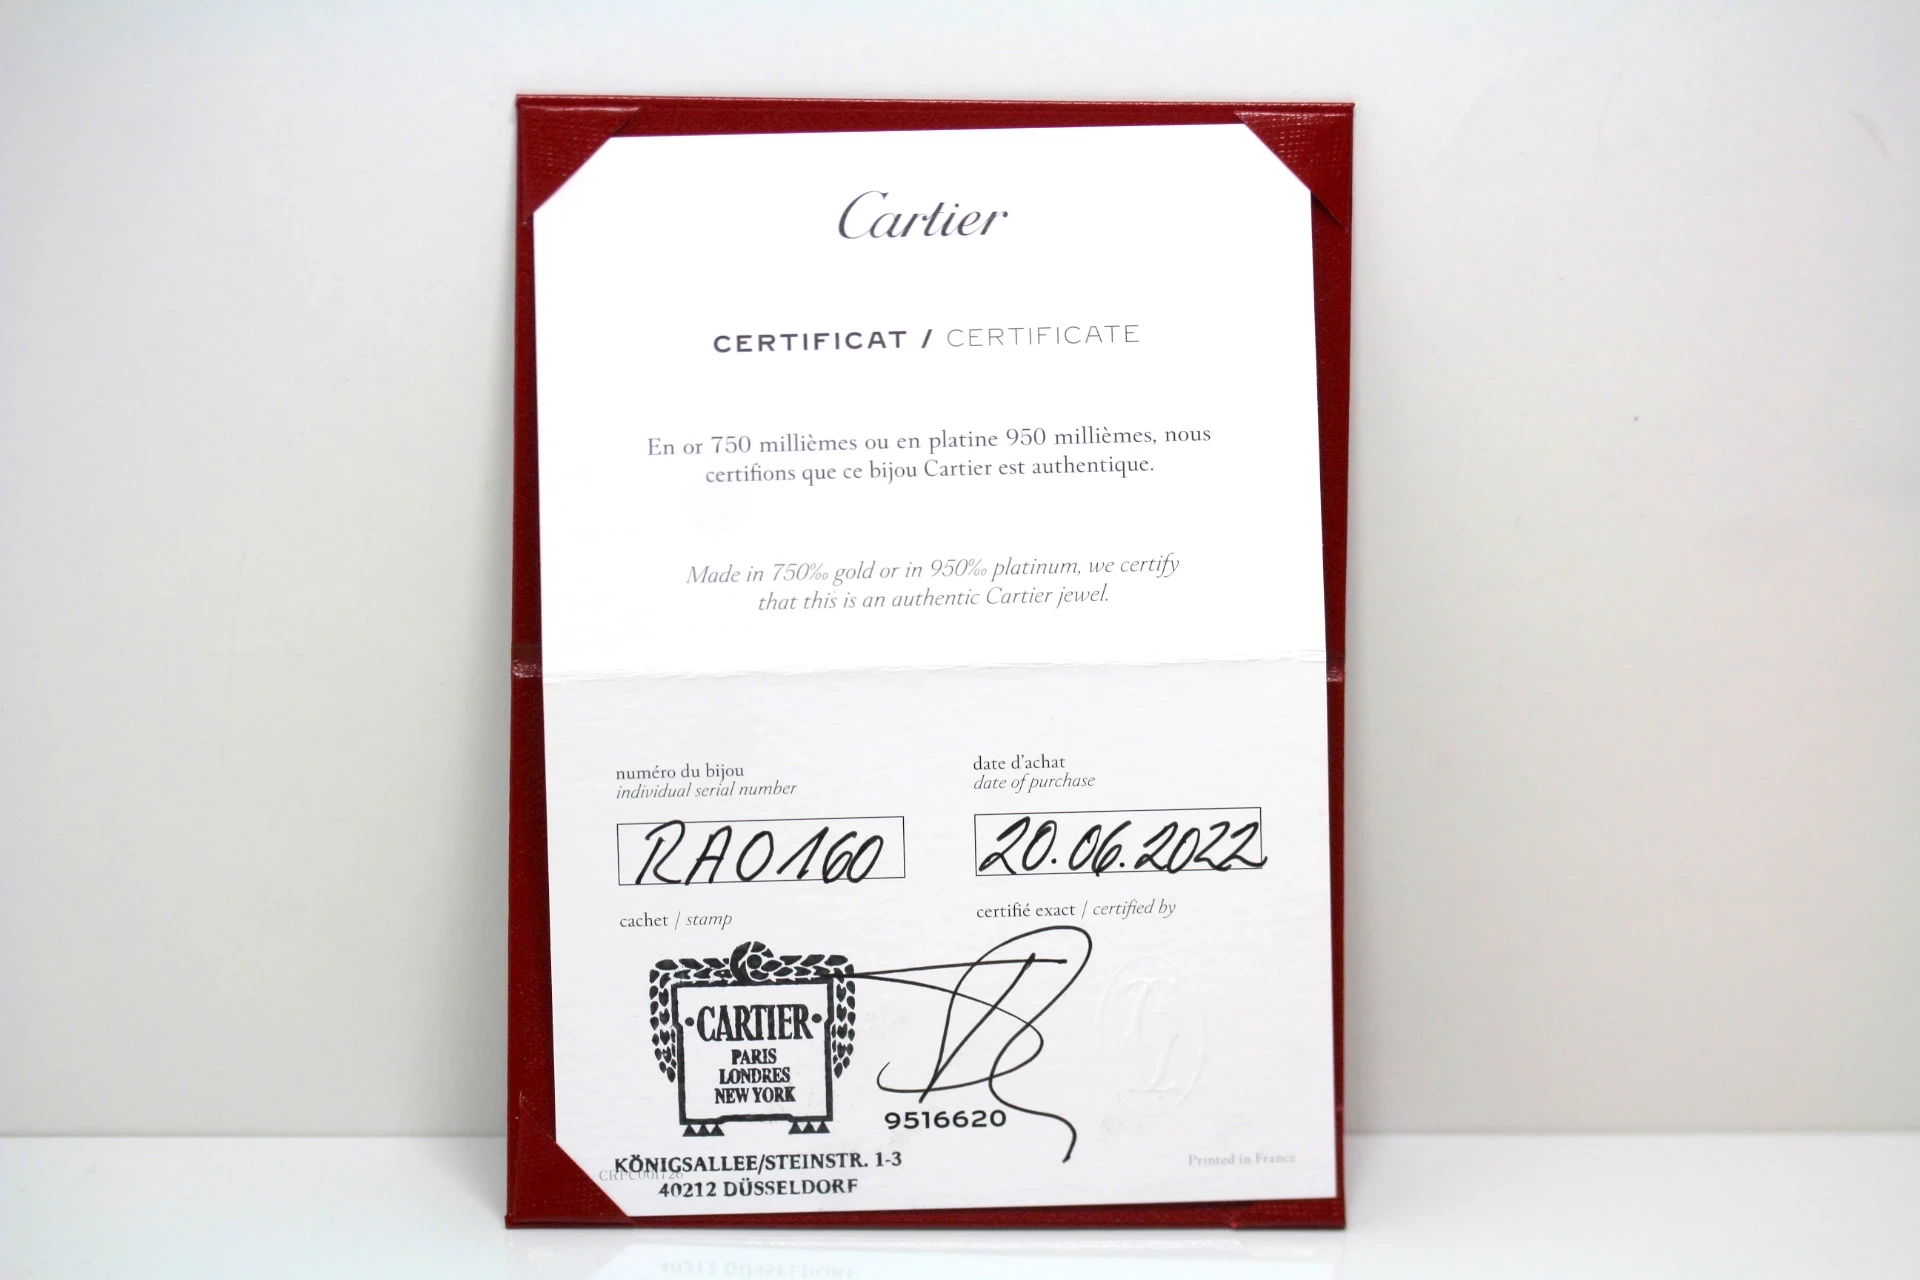 Cartier
CERTIFICAT / CERTIFICATE
En or 750 millièmes ou en platine 950 millièmes, nous
certifions que ce bijou Cartier est authentique.
Made in 750‰ gold or in 950‰ platinum, we certify
that this is an authentic Cartier jewel.
numéro du bijou
individual serial number
date d'achat
date of purchase
RAO160
20.06.2022
cachet / stamp
certifié exact / certified by
CARTIER
PARIS
LONDRES
NEW YORK
9516620
KÖNIGSALLEE/STEINSTR. 1-3
40212 DÜSSELDORF
Printed in France